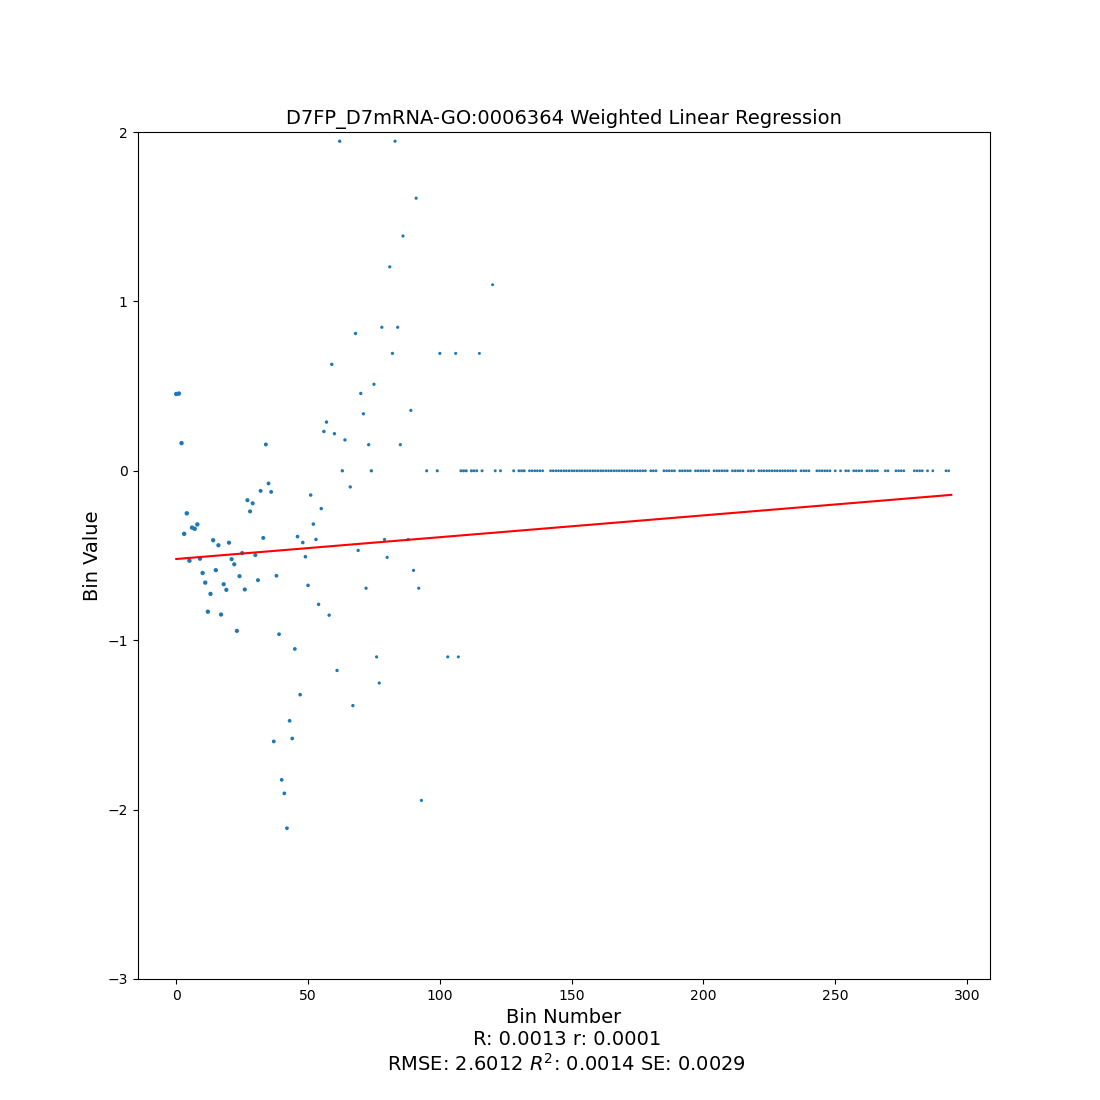 D7FP_D7mRNA-GO:0006364 Weighted Linear Regression
2
1
0
−1
−2
−3
Bin Value
0 50 100 150 200 250 300
Bin Number
R: 0.0013 r: 0.0001
RMSE: 2.6012 R²: 0.0014 SE: 0.0029